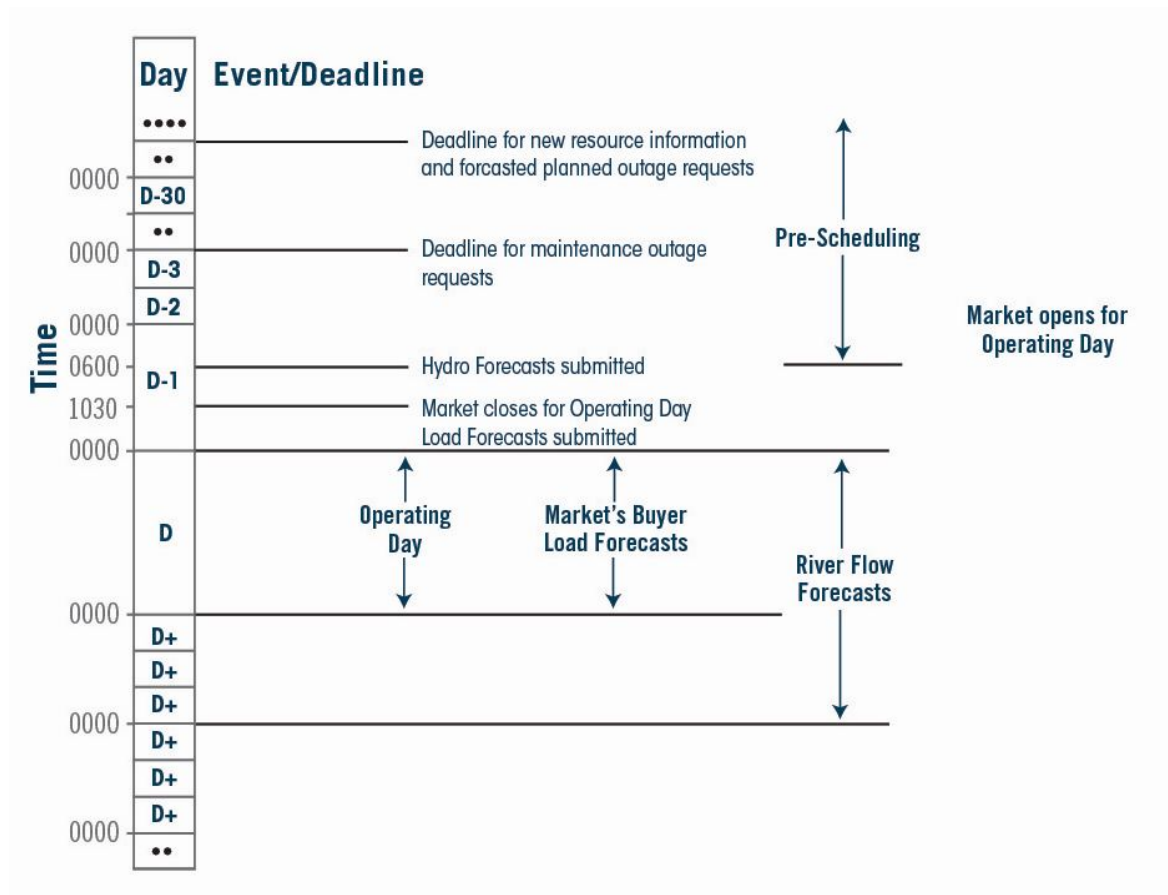 Day Event/Deadline
••••
••
Deadline for new resource information
and forcasted planned outage requests
0000
D-30
••
0000
Deadline for maintenance outage
requests
D-3
D-2
0000
Pre-Scheduling
Market opens for
Operating Day
Time
0600
Hydro Forecasts submitted
D-1
1030
Market closes for Operating Day
Load Forecasts submitted
0000
D
Operating
Day
Market's Buyer
Load Forecasts
River Flow
Forecasts
0000
D+
D+
D+
0000
D+
D+
D+
0000
••